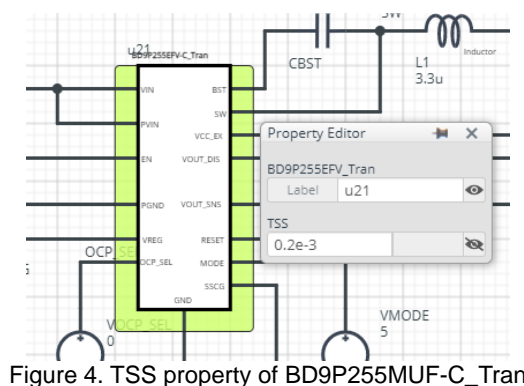 SW
u21
BD9P255EFV-C_Tran
CBST
Inductor
L1
3.3u
VIN
BST
SW
PVIN
VCC_EX
EN
VOUT_DIS
PGND
VOUT_SNS
VREG
RESET
OCP_SEL
OCP_SEL
MODE
SSCG
GND
VOCP_SEL
0
VMODE
5
Property Editor
BD9P255EFV_Tran
Label
u21
TSS
0.2e-3
Figure 4. TSS property of BD9P255MUF-C_Tran